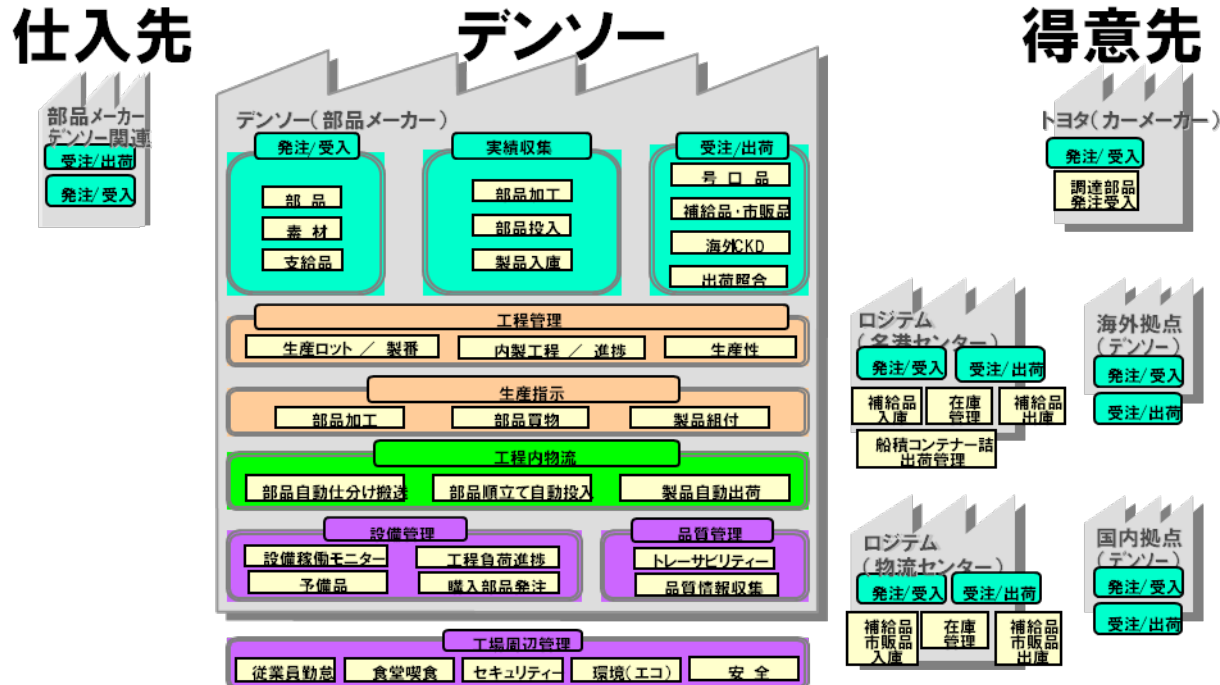 仕入先
デンソー
得意先
部品メーカー
デンソー関連
受注/出荷
発注/受入
デンソー(部品メーカー)
発注/受入
部 品
素 材
支給品
実績収集
部品加工
部品投入
製品入庫
受注/出荷
号 口 品
補給品・市販品
海外CKD
出荷照合
工程管理
生産ロット / 製番
内製工程 / 進捗
生産性
生産指示
部品加工
部品買物
製品組付
工程内物流
部品自動仕分け搬送
部品順立て自動投入
製品自動出荷
設備管理
設備稼働モニター
工程負荷進捗
予備品
購入部品発注
品質管理
トレーサビリティー
品質情報収集
工場周辺管理
従業員勤怠
食堂喫食
セキュリティー
環境(エコ)
安 全
トヨタ(カーメーカー)
発注/受入
調達部品
発注受入
ロジテム
(名港センター)
発注/受入
受注/出荷
補給品
入庫
在庫
管理
補給品
出庫
船積コンテナー詰
出荷管理
海外拠点
(デンソー)
発注/受入
受注/出荷
ロジテム
(物流センター)
発注/受入
受注/出荷
補給品
市販品
入庫
在庫
管理
補給品
市販品
出庫
国内拠点
(デンソー)
発注/受入
受注/出荷